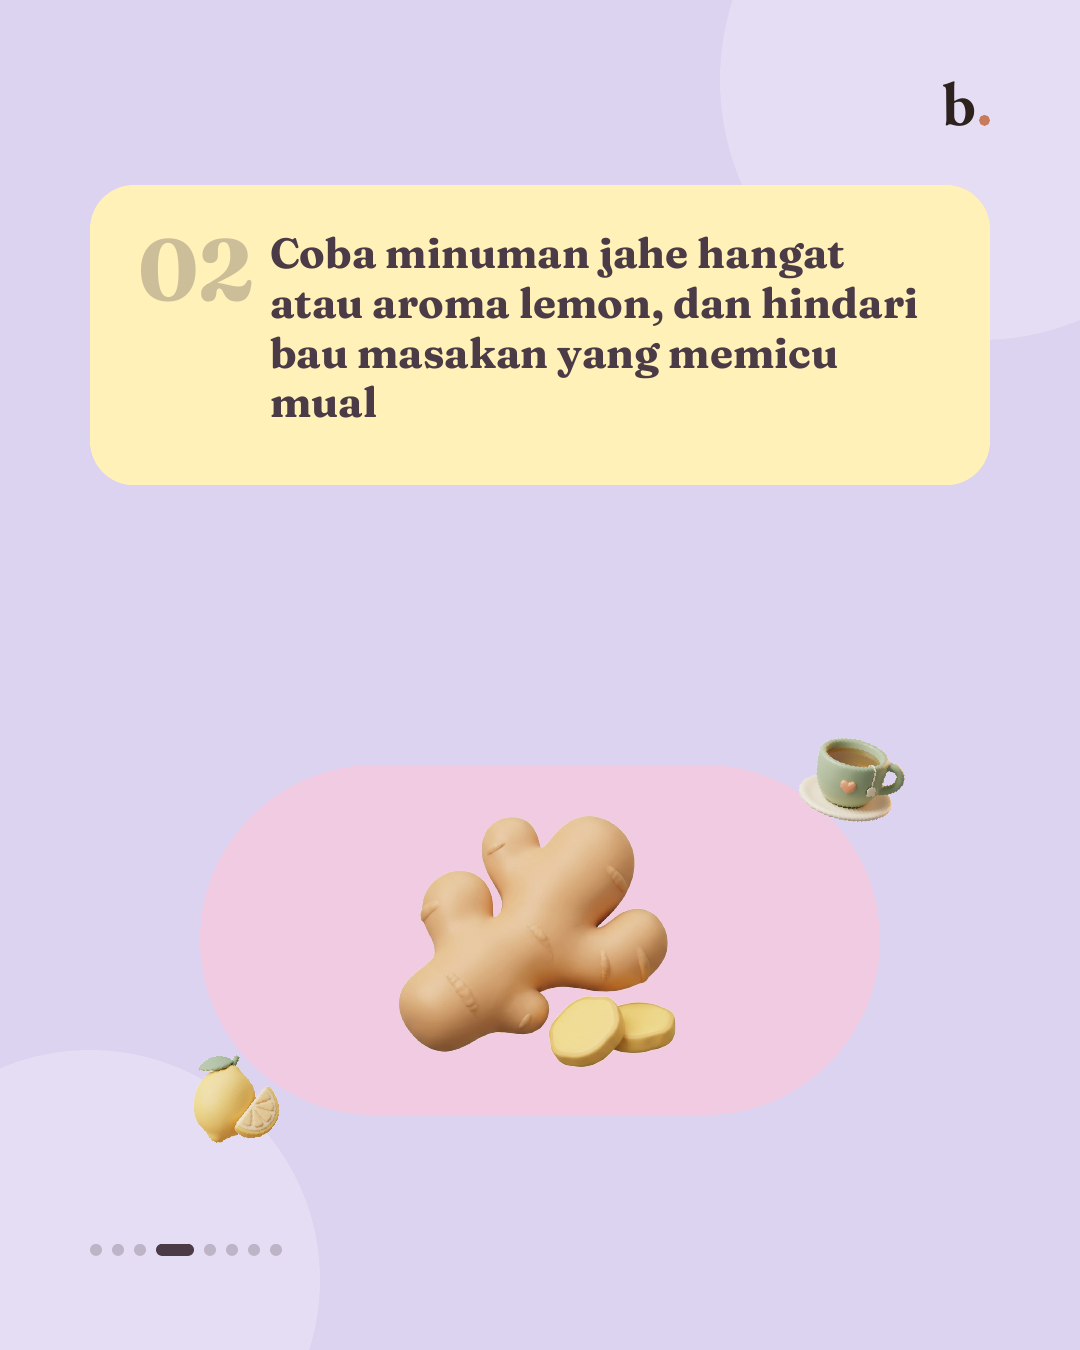 b.
02
Coba minuman jahe hangat
atau aroma lemon, dan hindari
bau masakan yang memicu
mual